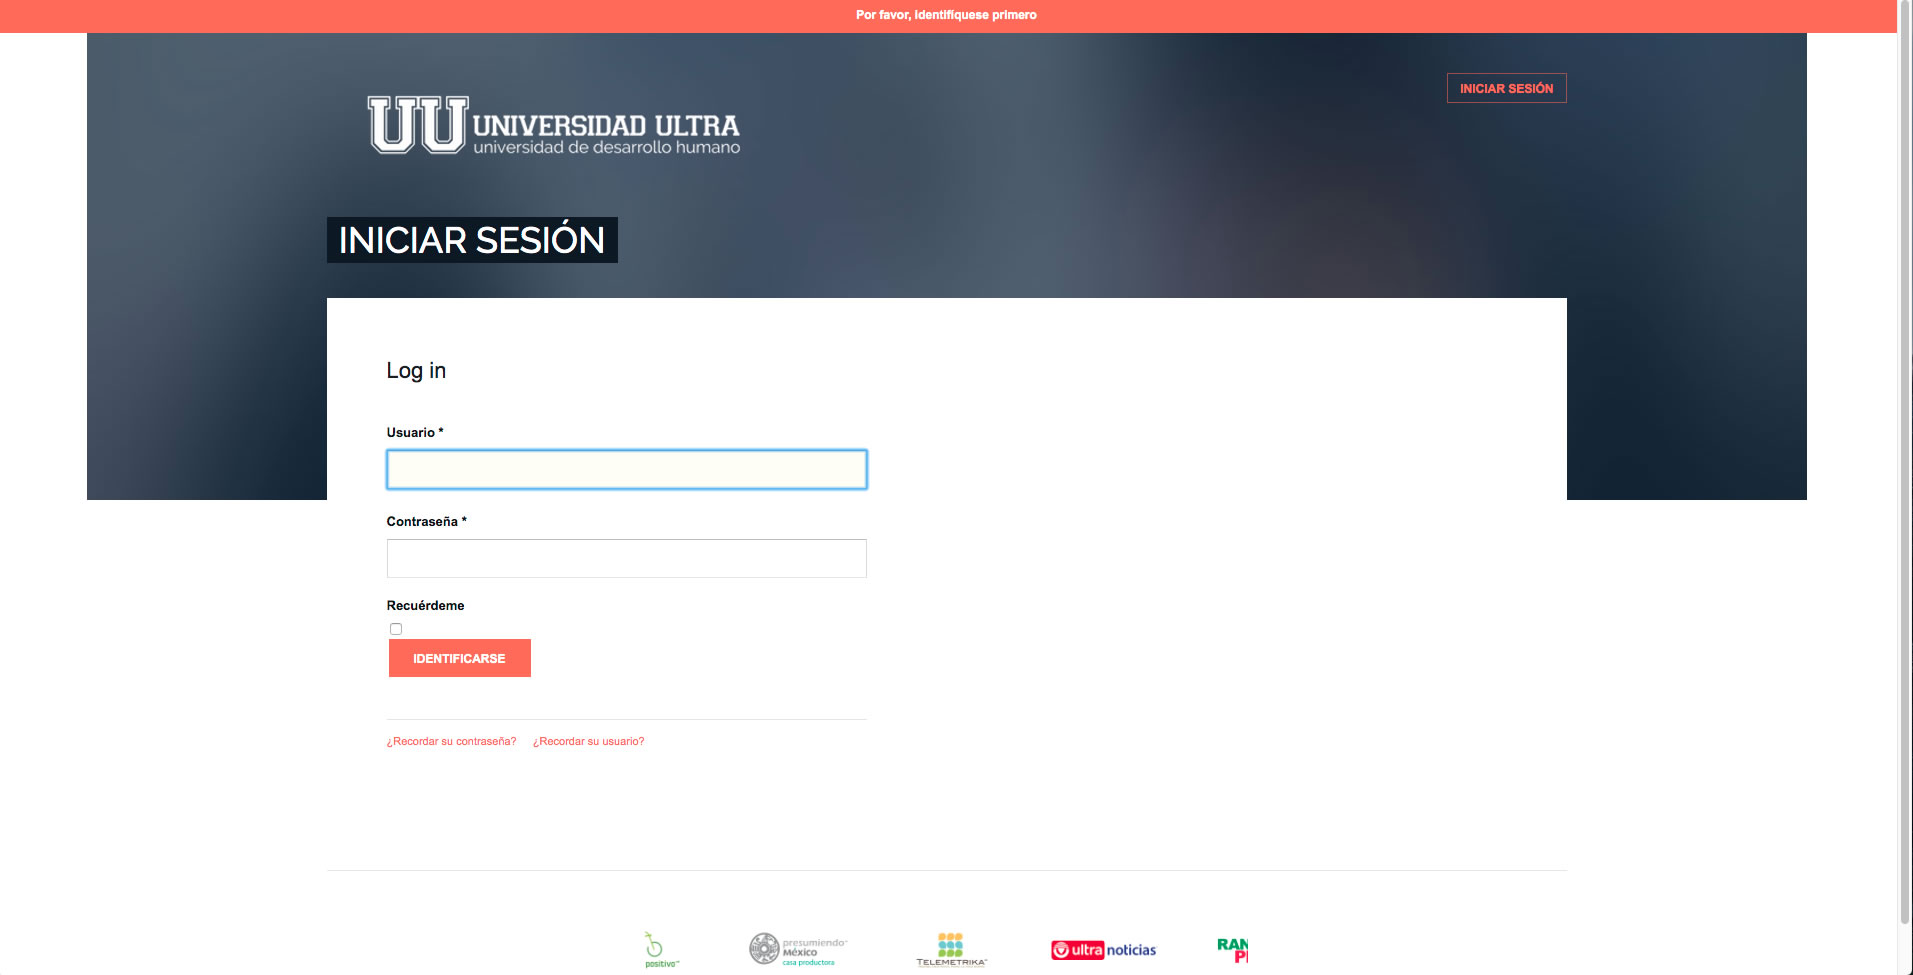 Por favor, identifíquese primero
INICIAR SESIÓN
UU UNIVERSIDAD ULTRA
universidad de desarrollo humano
INICIAR SESIÓN
Log in
Usuario *
Contraseña *
Recuérdeme
IDENTIFICARSE
¿Recordar su contraseña? ¿Recordar su usuario?
positivo
presumiendo
MÉXICO
casa productora
TELEMETRIKA
ultra noticias
RAN